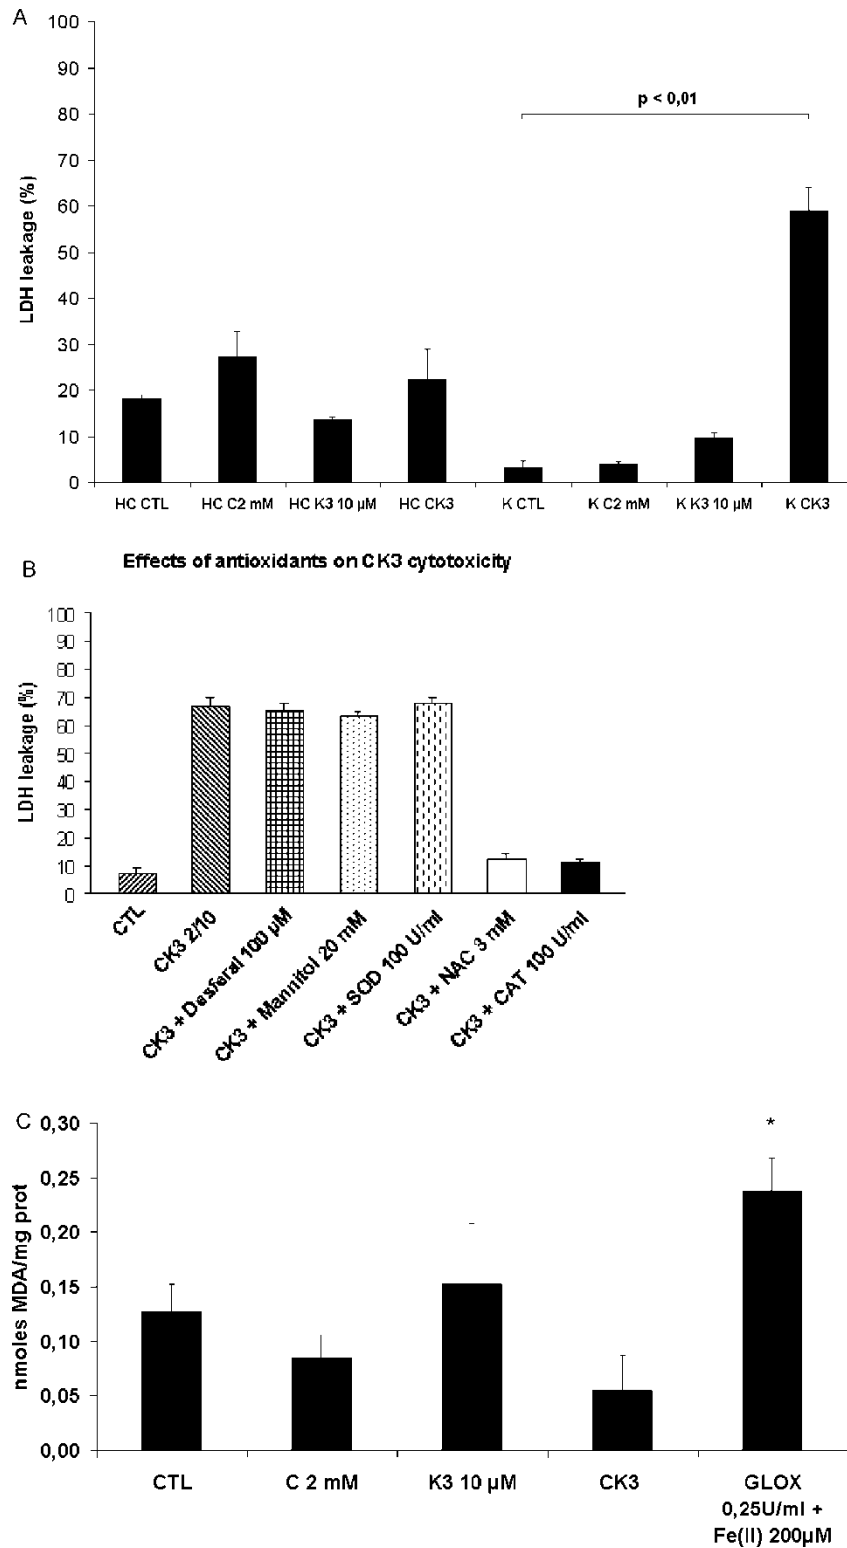 A
100
90
80
70
60
50
40
30
20
10
0
LDH leakage (%)
p < 0,01
HC CTL
HC C2 mM
HC K3 10 µM
HC CK3
K CTL
K C2 mM
K K3 10 µM
K CK3
B
Effects of antioxidants on CK3 cytotoxicity
100
90
80
70
60
50
40
30
20
10
0
LDH leakage (%)
CTL
CK3 2/10
CK3 + Desferal 100 µM
CK3 + Mannitol 20 mM
CK3 + SOD 100 U/ml
CK3 + NAC 3 mM
CK3 + CAT 100 U/ml
C
0,30
0,25
0,20
0,15
0,10
0,05
0,00
nmoles MDA/mg prot
*
CTL
C 2 mM
K3 10 µM
CK3
GLOX
0,25U/ml +
Fe(II) 200µM